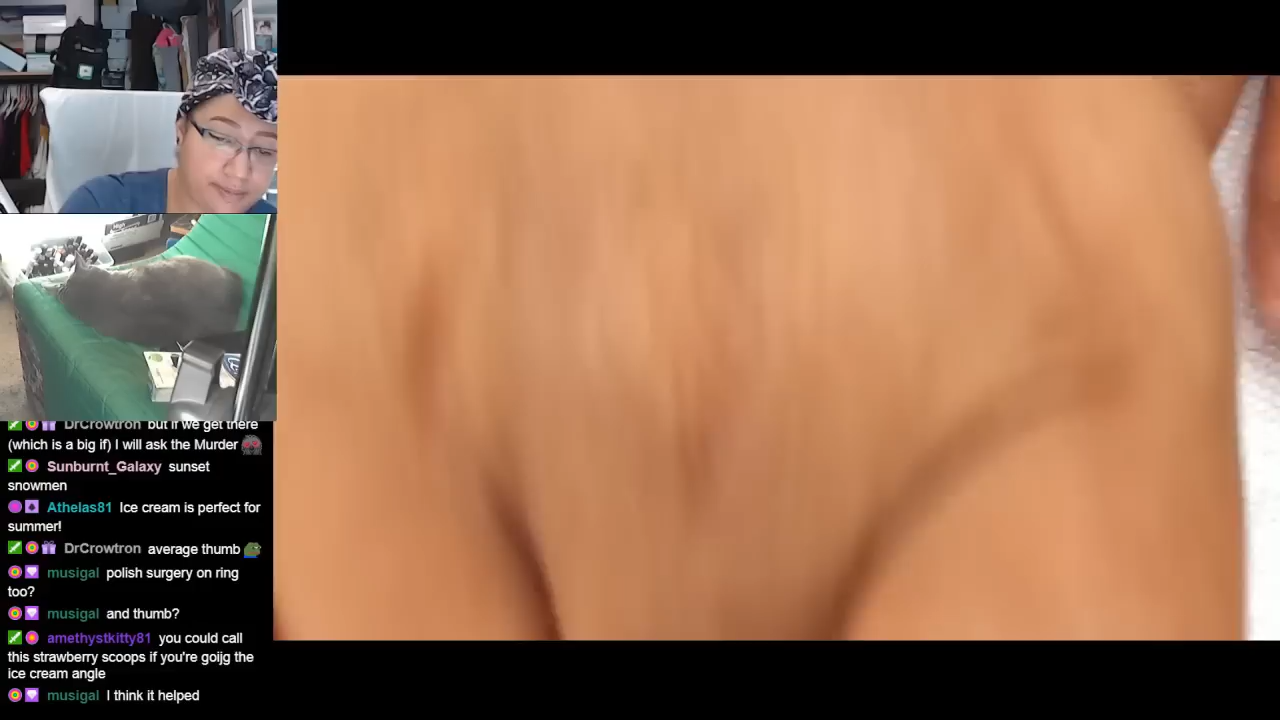 DrCrowtron but if we get there
(which is a big if) I will ask the Murder
Sunburnt_Galaxy sunset
snowmen
Athelas81 Ice cream is perfect for
summer!
DrCrowtron average thumb
musigal polish surgery on ring
too?
musigal and thumb?
amethystkitty81 you could call
this strawberry scoops if you're goijg the
ice cream angle
musigal I think it helped